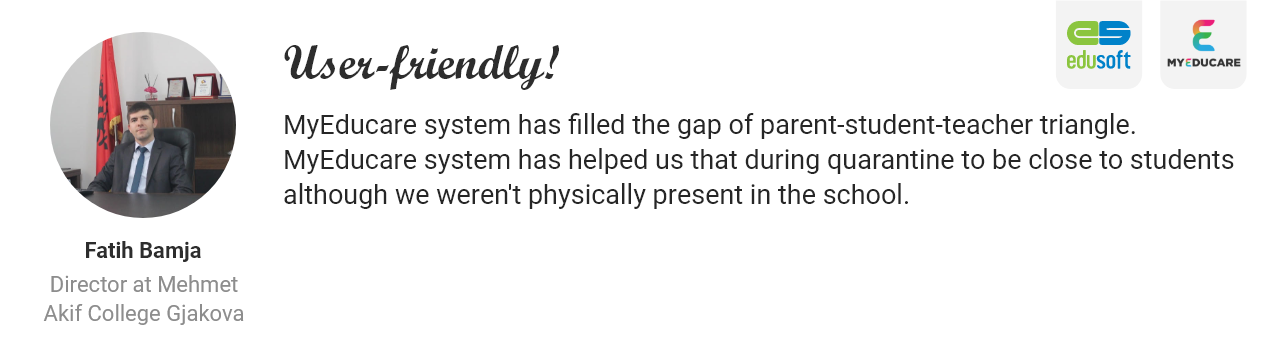 User-friendly!
MyEducare system has filled the gap of parent-student-teacher triangle.
MyEducare system has helped us that during quarantine to be close to students
although we weren't physically present in the school.
Fatih Bamja
Director at Mehmet
Akif College Gjakova
edusoft
MYEDUCARE